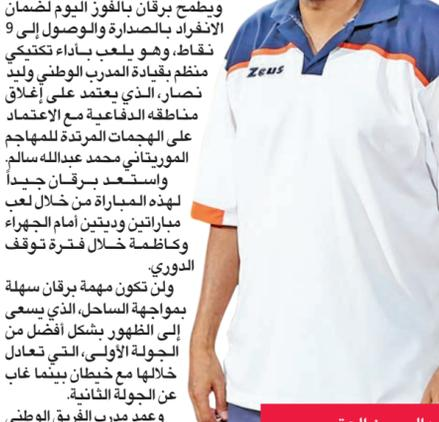 ويطمح برقان بالفوز اليوم لضمان
الانفراد بالصدارة والوصول إلى 9
نقاط، وهو يلعب بأداء تكتيكي
منظم بقيادة المدرب الوطني وليد
نصار، الذي يعتمد على إغلاق
مناطقه الدفاعية مع الاعتماد
على الهجمات المرتدة للمهاجم
الموريتاني محمد عبدالله سالم.
واستعد برقان جيداً
لهذه المباراة من خلال لعب
مباراتين وديتين أمام الجهراء
وكاظمة خلال فترة توقف
الدوري.
ولن تكون مهمة برقان سهلة
بمواجهة الساحل، الذي يسعى
إلى الظهور بشكل أفضل من
الجولة الأولى، التي تعادل
خلالها مع خيطان بينما غاب
عن الجولة الثانية.
وعمد مدرب الفريق الوطني
Zeus